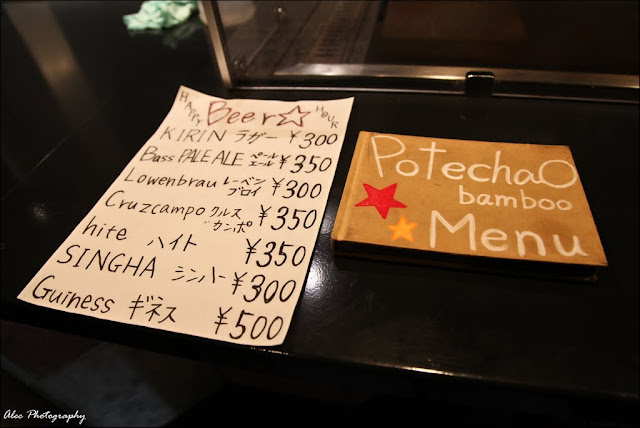 HAPPY Beer☆ HOUR
KIRIN ラガー ¥300
Bass PALE ALE ペールエール ¥350
Lowenbrau レーベンブロイ ¥300
Cruzcampo クルスカンポ ¥350
hite ハイト ¥350
SINGHA シンハー ¥300
Guiness ギネス ¥500
PotechaO
bamboo
Menu
Alec Photography